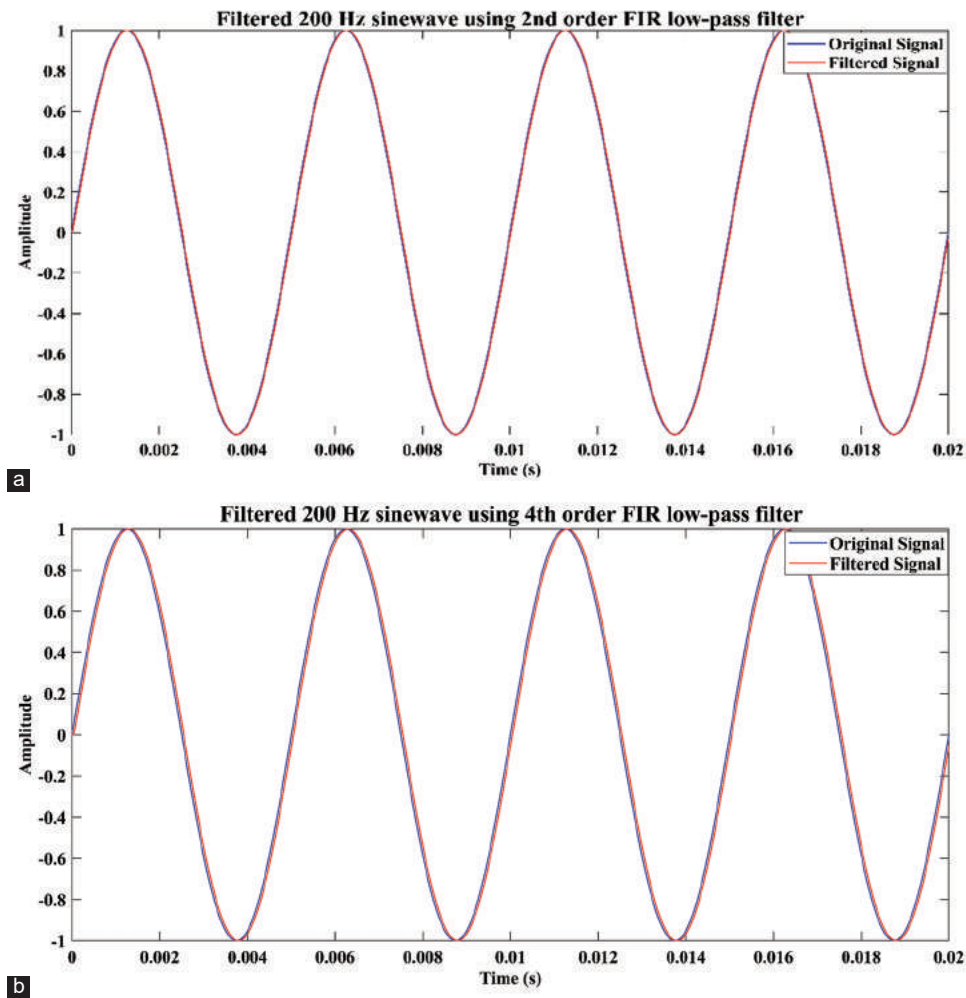 Filtered 200 Hz sinewave using 2nd order FIR low-pass filter
Original Signal
Filtered Signal
1
0.8
0.6
0.4
0.2
0
-0.2
-0.4
-0.6
-0.8
-1
Amplitude
0 0.002 0.004 0.006 0.008 0.01 0.012 0.014 0.016 0.018 0.02
Time (s)
a
Filtered 200 Hz sinewave using 4th order FIR low-pass filter
Original Signal
Filtered Signal
1
0.8
0.6
0.4
0.2
0
-0.2
-0.4
-0.6
-0.8
-1
Amplitude
0 0.002 0.004 0.006 0.008 0.01 0.012 0.014 0.016 0.018 0.02
Time (s)
b